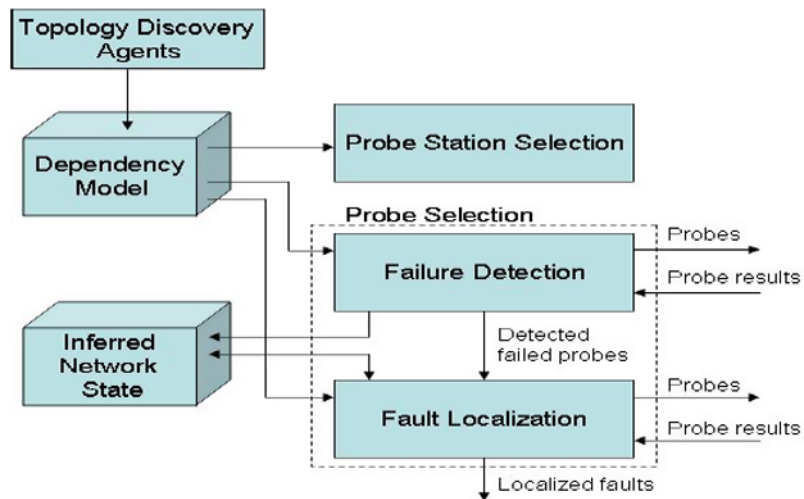 Topology Discovery
Agents
Dependency
Model
Probe Station Selection
Probe Selection
Failure Detection
Probes
Probe results
Detected
failed probes
Inferred
Network
State
Fault Localization
Probes
Probe results
Localized faults